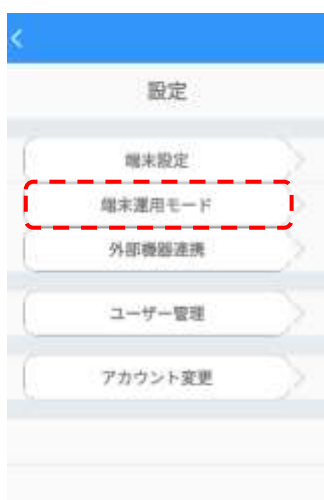 設定
端末設定
端末運用モード
外部機器連携
ユーザー管理
アカウント変更